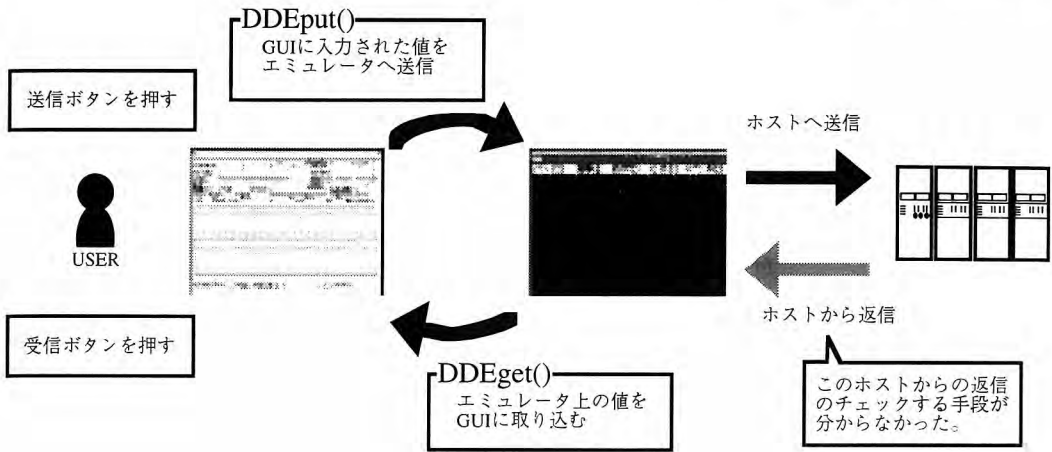 DDEput()
GUIに入力された値を
エミュレータへ送信
送信ボタンを押す
ホストへ送信
USER
ホストから返信
受信ボタンを押す
DDEget()
エミュレータ上の値を
GUIに取り込む
このホストからの返信
のチェックする手段が
分からなかった。